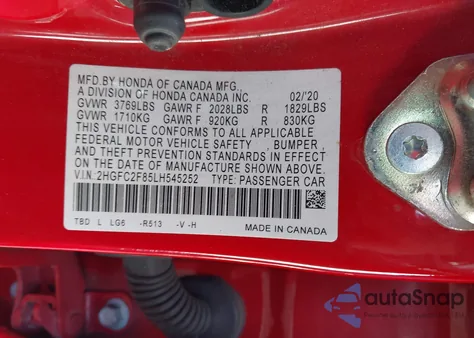 MFD.BY HONDA OF CANADA MFG.,
A DIVISION OF HONDA CANADA INC. 02/'20
GVWR 3769LBS GAWR F 2028LBS R 1829LBS
GVWR 1710KG GAWR F 920KG R 830KG
THIS VEHICLE CONFORMS TO ALL APPLICABLE
FEDERAL MOTOR VEHICLE SAFETY , BUMPER,
AND THEFT PREVENTION STANDARDS IN EFFECT
ON THE DATE OF MANUFACTURE SHOWN ABOVE.
V.I.N: 2HGFC2F85LH545252 TYPE: PASSENGER CAR
TBD L LG6 -R513 -V -H MADE IN CANADA
autoSnap